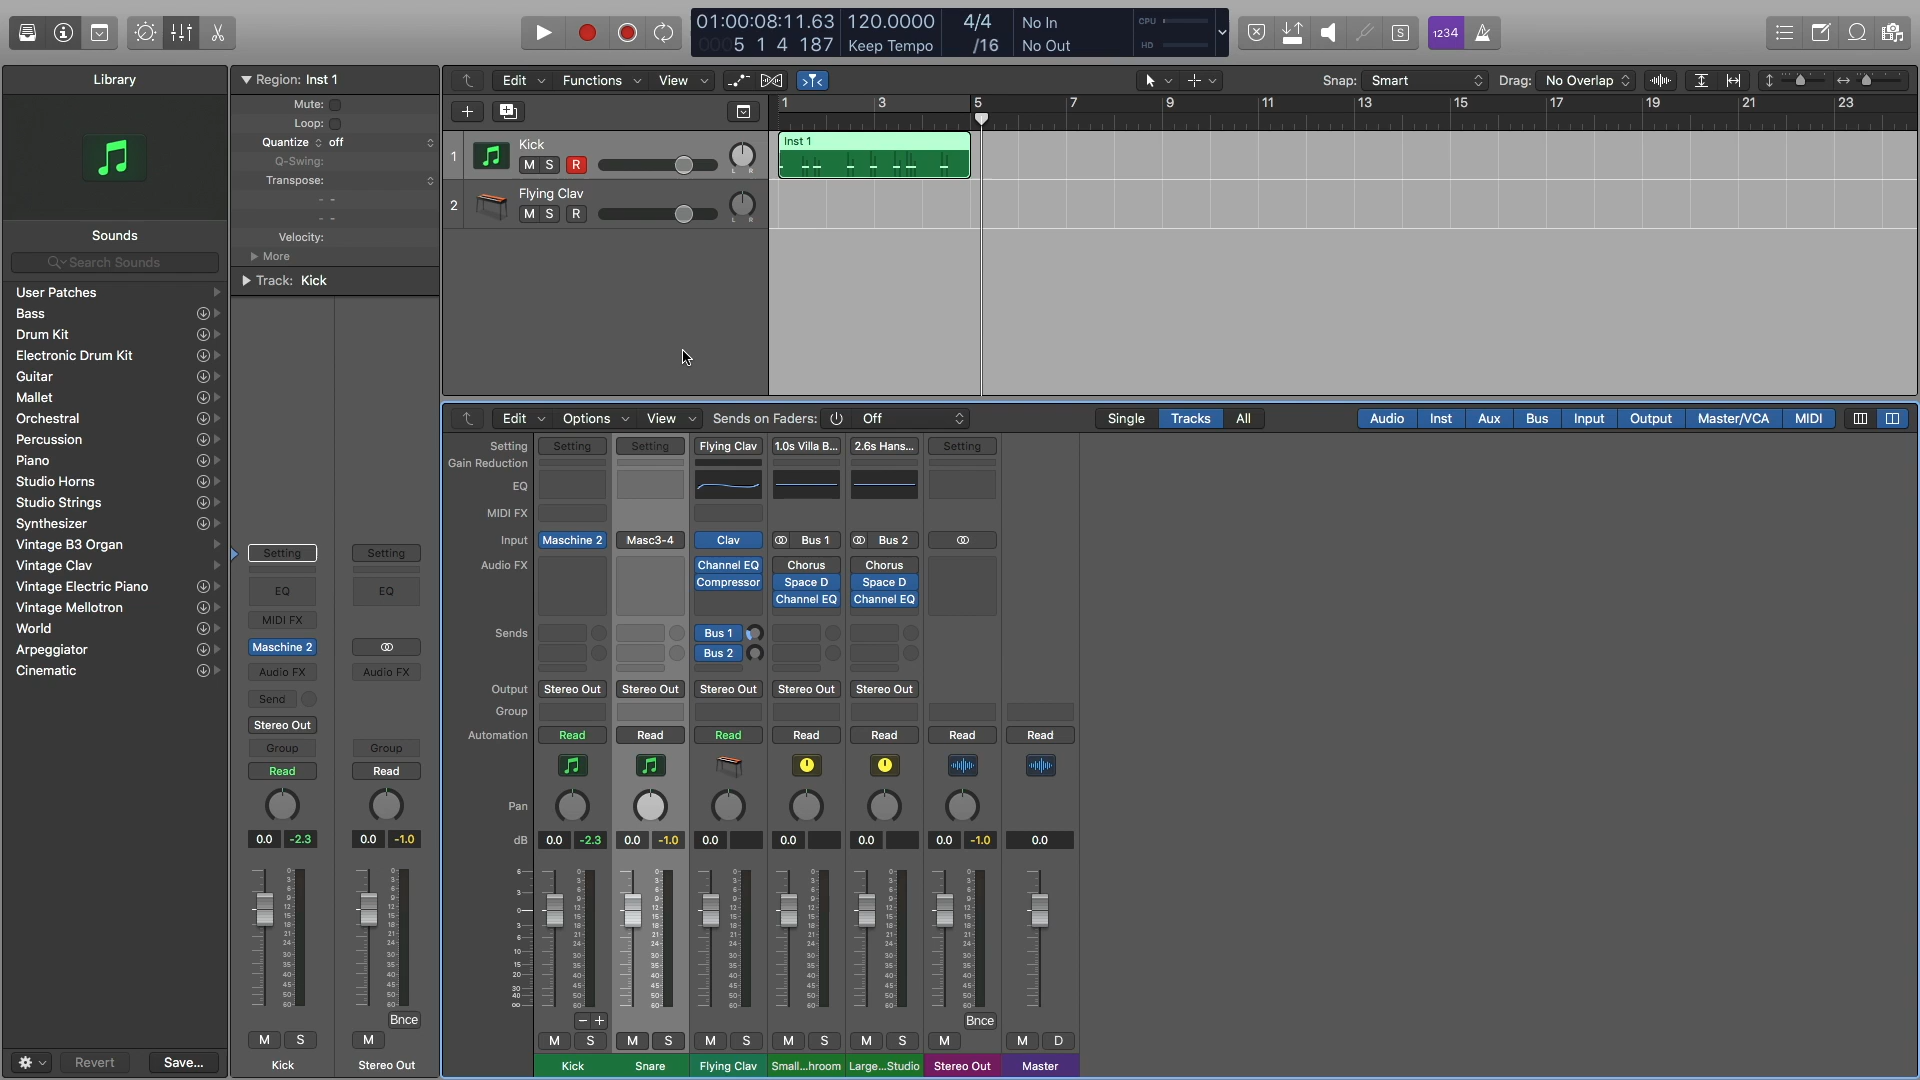 01:00:08:11.63
0005 1 4 187
120.0000
Keep Tempo
4/4
/16
No In
No Out
CPU
HD
S
1234
Library
Sounds
Search Sounds
User Patches
Bass
Drum Kit
Electronic Drum Kit
Guitar
Mallet
Orchestral
Percussion
Piano
Studio Horns
Studio Strings
Synthesizer
Vintage B3 Organ
Vintage Clav
Vintage Electric Piano
Vintage Mellotron
World
Arpeggiator
Cinematic
Revert
Save...
Region: Inst 1
Mute:
Loop:
Quantize off
Q-Swing:
Transpose:
- -
- -
Velocity:
More
Track: Kick
Setting Setting
EQ EQ
MIDI FX
Maschine 2
Audio FX Audio FX
Send
Stereo Out
Group Group
Read Read
0.0 -2.3 0.0 -1.0
Bnce
M S M
Kick Stereo Out
Edit Functions View
Snap: Smart Drag: No Overlap
1 3 5 7 9 11 13 15 17 19 21 23
1 Kick
M S R
L R
2 Flying Clav
M S R
L R
Inst 1
Edit Options View Sends on Faders: Off
Single Tracks All
Audio Inst Aux Bus Input Output Master/VCA MIDI
Setting Setting Setting Flying Clav 1.0s Villa B... 2.6s Hans... Setting
Gain Reduction
EQ
MIDI FX
Input Maschine 2 Masc3-4 Clav Bus 1 Bus 2
Audio FX Channel EQ Chorus Chorus
Compressor Space D Space D
Channel EQ Channel EQ
Sends Bus 1
Bus 2
Output Stereo Out Stereo Out Stereo Out Stereo Out Stereo Out
Group
Automation Read Read Read Read Read Read Read
Pan
dB 0.0 -2.3 0.0 -1.0 0.0 0.0 0.0 0.0 -1.0 0.0
6
3
0
3
6
10
15
20
30
40
∞
Bnce
M S M S M S M S M S M M D
Kick Snare Flying Clav Small...hroom Large...Studio Stereo Out Master